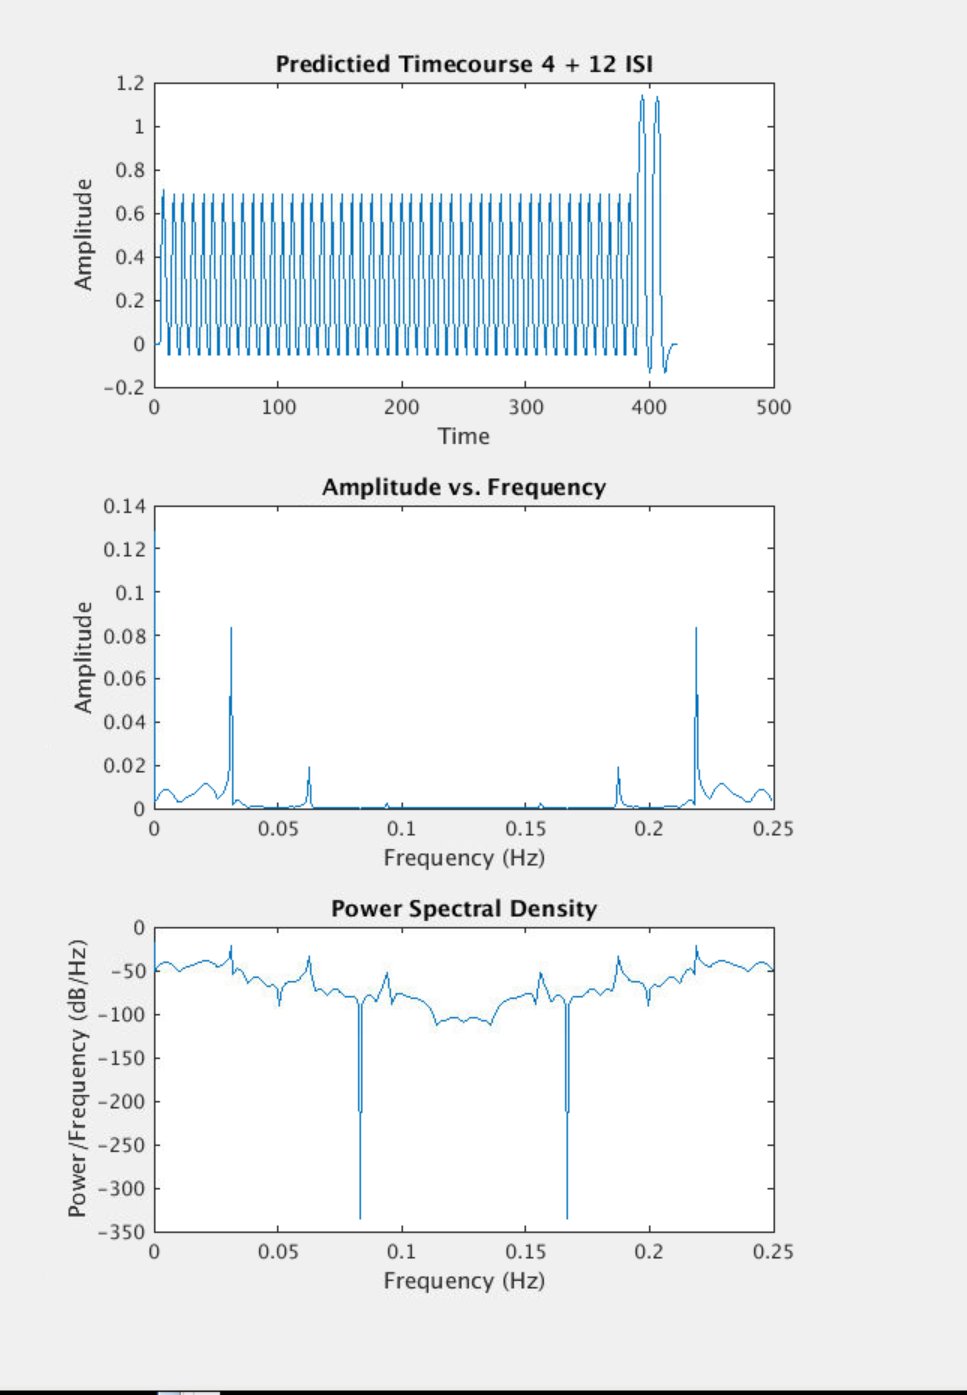 Predictied Timecourse 4 + 12 ISI
1.2
1
0.8
0.6
0.4
0.2
0
−0.2
Amplitude
0 100 200 300 400 500
Time
Amplitude vs. Frequency
0.14
0.12
0.1
0.08
0.06
0.04
0.02
0
Amplitude
0 0.05 0.1 0.15 0.2 0.25
Frequency (Hz)
Power Spectral Density
0
−50
−100
−150
−200
−250
−300
−350
Power/Frequency (dB/Hz)
0 0.05 0.1 0.15 0.2 0.25
Frequency (Hz)